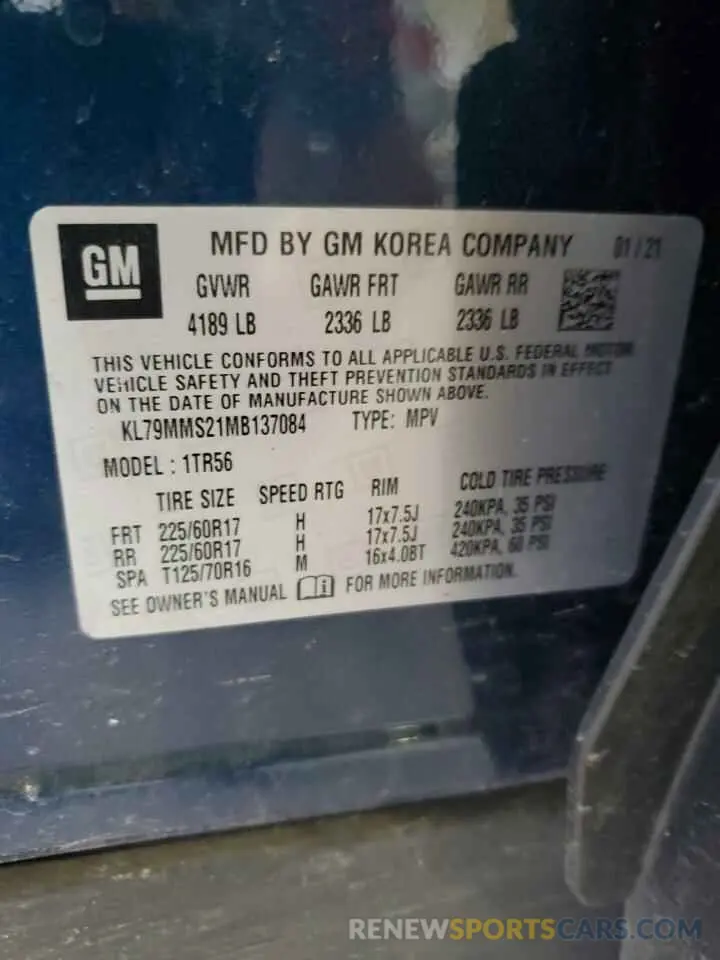 GM
MFD BY GM KOREA COMPANY 01/21
GVWR GAWR FRT GAWR RR
4189 LB 2336 LB 2336 LB
THIS VEHICLE CONFORMS TO ALL APPLICABLE U.S. FEDERAL MOTOR
VEHICLE SAFETY AND THEFT PREVENTION STANDARDS IN EFFECT
ON THE DATE OF MANUFACTURE SHOWN ABOVE.
KL79MMS21MB137084 TYPE: MPV
MODEL : 1TR56
TIRE SIZE SPEED RTG RIM COLD TIRE PRESSURE
FRT 225/60R17 H 17x7.5J 240KPA, 35 PSI
RR 225/60R17 H 17x7.5J 240KPA, 35 PSI
SPA T125/70R16 M 16x4.0BT 420KPA, 60 PSI
SEE OWNER'S MANUAL i FOR MORE INFORMATION.
RENEWSPORTSCARS.COM